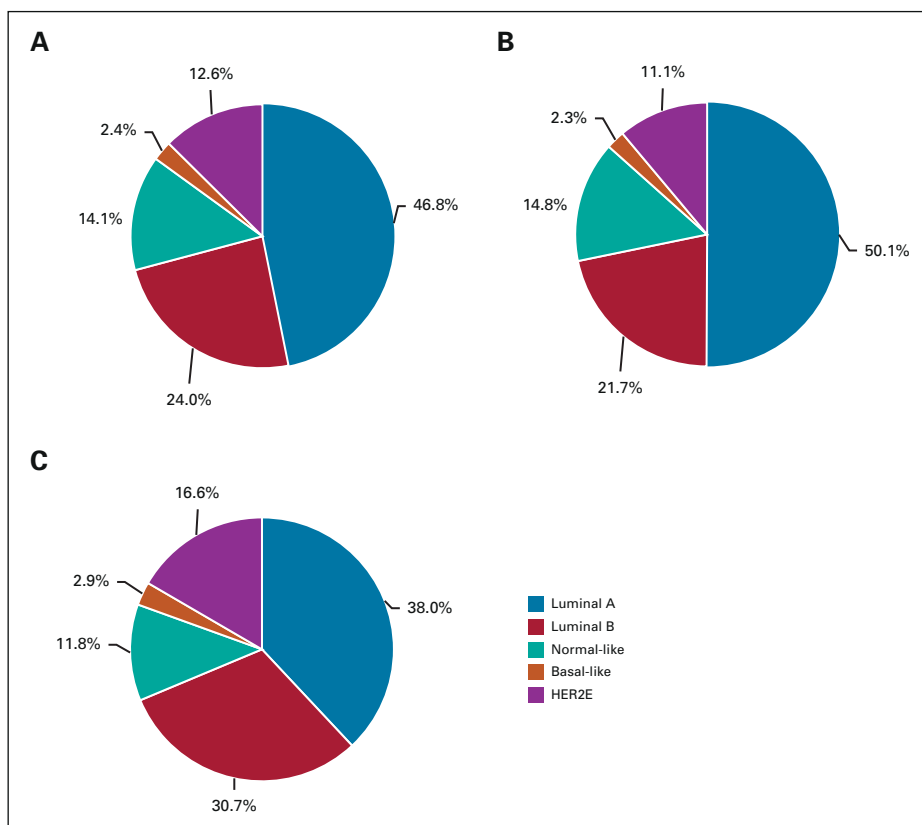 A
12.6%
2.4%
14.1%
46.8%
24.0%
B
11.1%
2.3%
14.8%
50.1%
21.7%
C
16.6%
2.9%
11.8%
38.0%
30.7%
Luminal A
Luminal B
Normal-like
Basal-like
HER2E